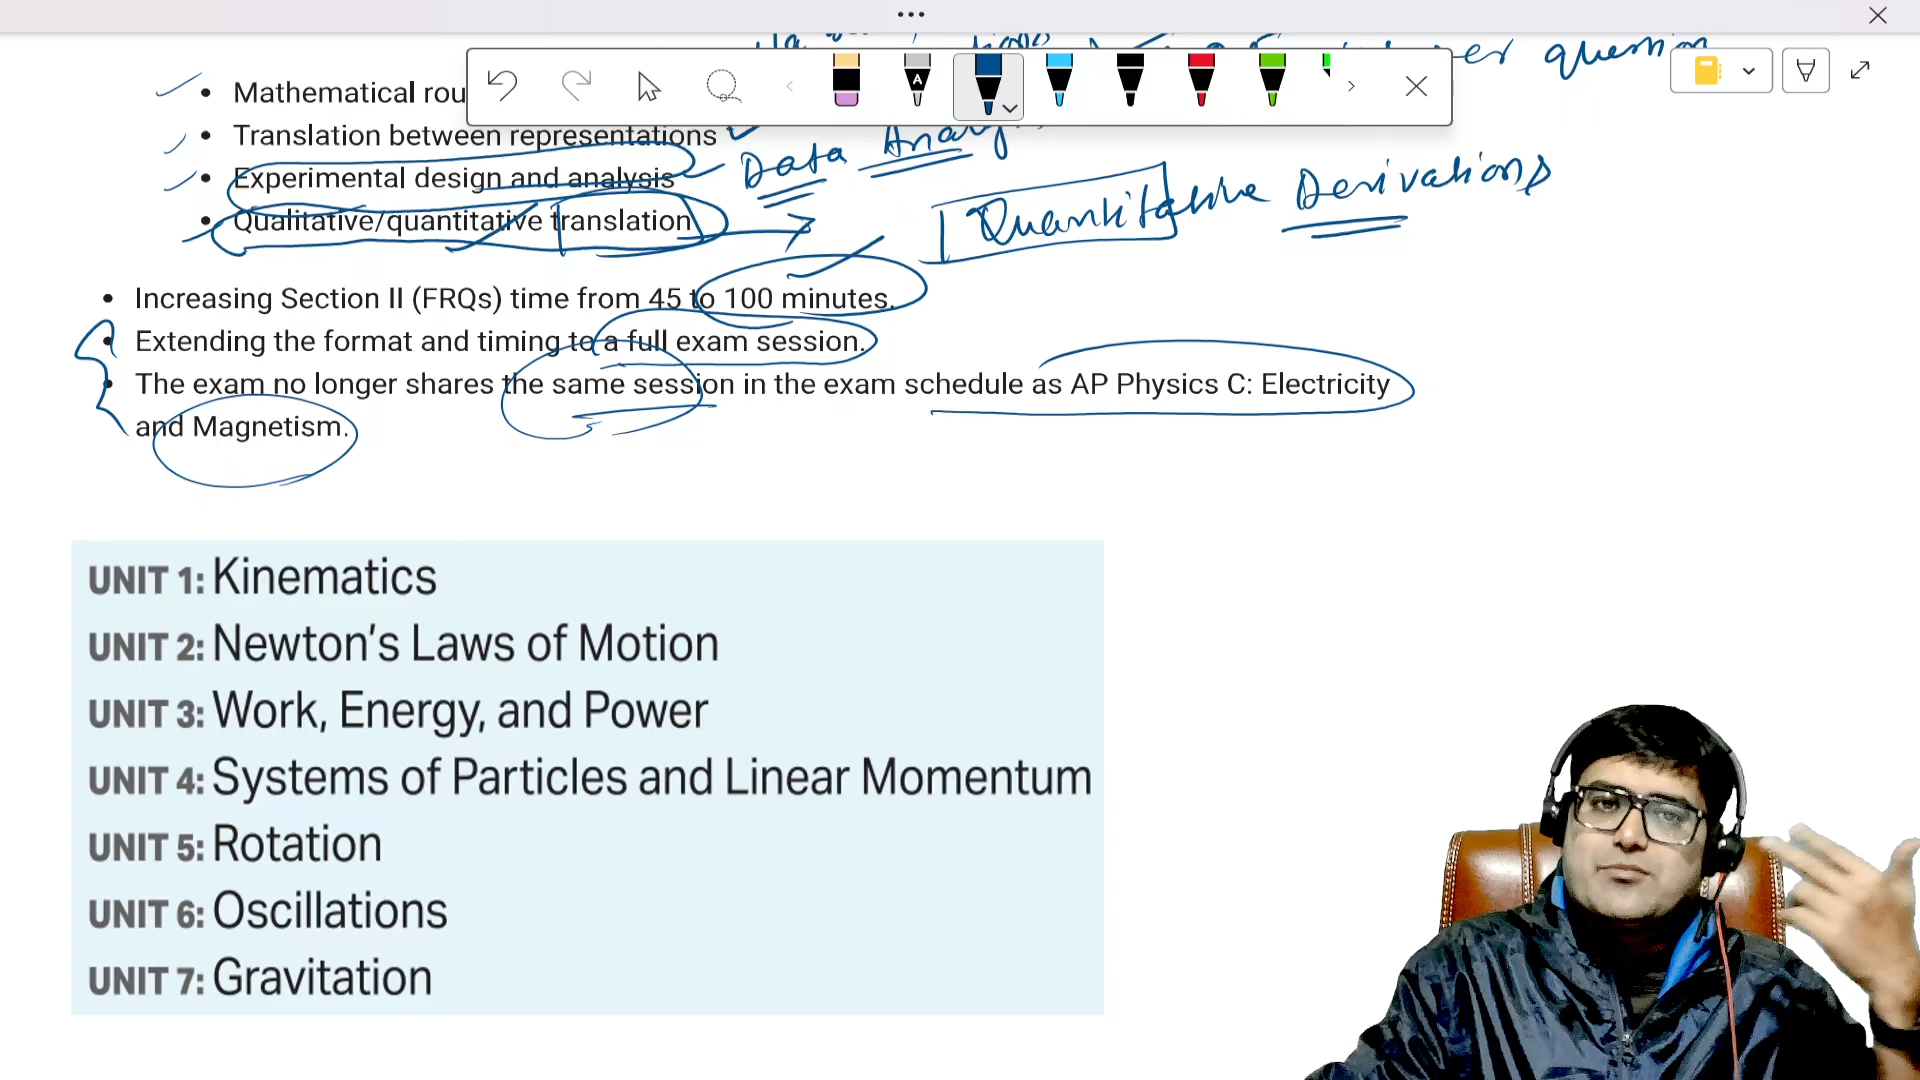 er question
• Mathematical rou
• Translation between representations
• Experimental design and analysis
Data Analy
• Qualitative/quantitative translation
Quantitative Derivations
• Increasing Section II (FRQs) time from 45 to 100 minutes.
• Extending the format and timing to a full exam session.
• The exam no longer shares the same session in the exam schedule as AP Physics C: Electricity
and Magnetism.
UNIT 1: Kinematics
UNIT 2: Newton's Laws of Motion
UNIT 3: Work, Energy, and Power
UNIT 4: Systems of Particles and Linear Momentum
UNIT 5: Rotation
UNIT 6: Oscillations
UNIT 7: Gravitation